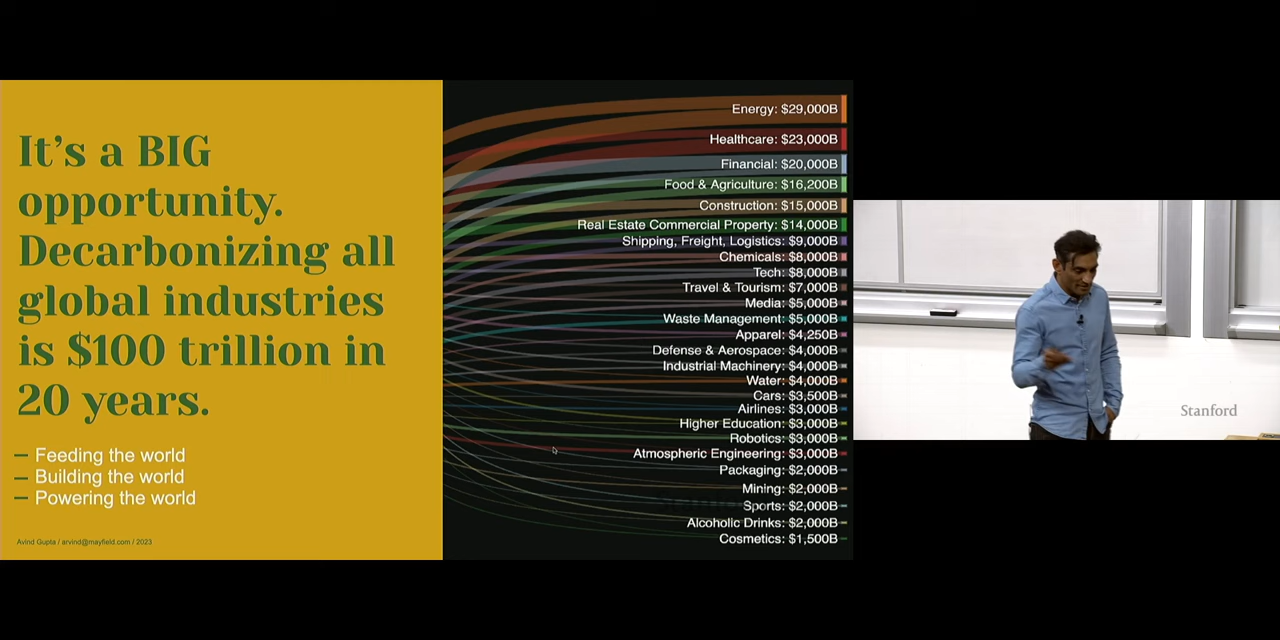 It's a BIG
opportunity.
Decarbonizing all
global industries
is $100 trillion in
20 years.
— Feeding the world
— Building the world
— Powering the world
Avind Gupta / arvind@mayfield.com / 2023
Energy: $29,000B
Healthcare: $23,000B
Financial: $20,000B
Food & Agriculture: $16,200B
Construction: $15,000B
Real Estate Commercial Property: $14,000B
Shipping, Freight, Logistics: $9,000B
Chemicals: $8,000B
Tech: $8,000B
Travel & Tourism: $7,000B
Media: $5,000B
Waste Management: $5,000B
Apparel: $4,250B
Defense & Aerospace: $4,000B
Industrial Machinery: $4,000B
Water: $4,000B
Cars: $3,500B
Airlines: $3,000B
Higher Education: $3,000B
Robotics: $3,000B
Atmospheric Engineering: $3,000B
Packaging: $2,000B
Mining: $2,000B
Sports: $2,000B
Alcoholic Drinks: $2,000B
Cosmetics: $1,500B
Stanford